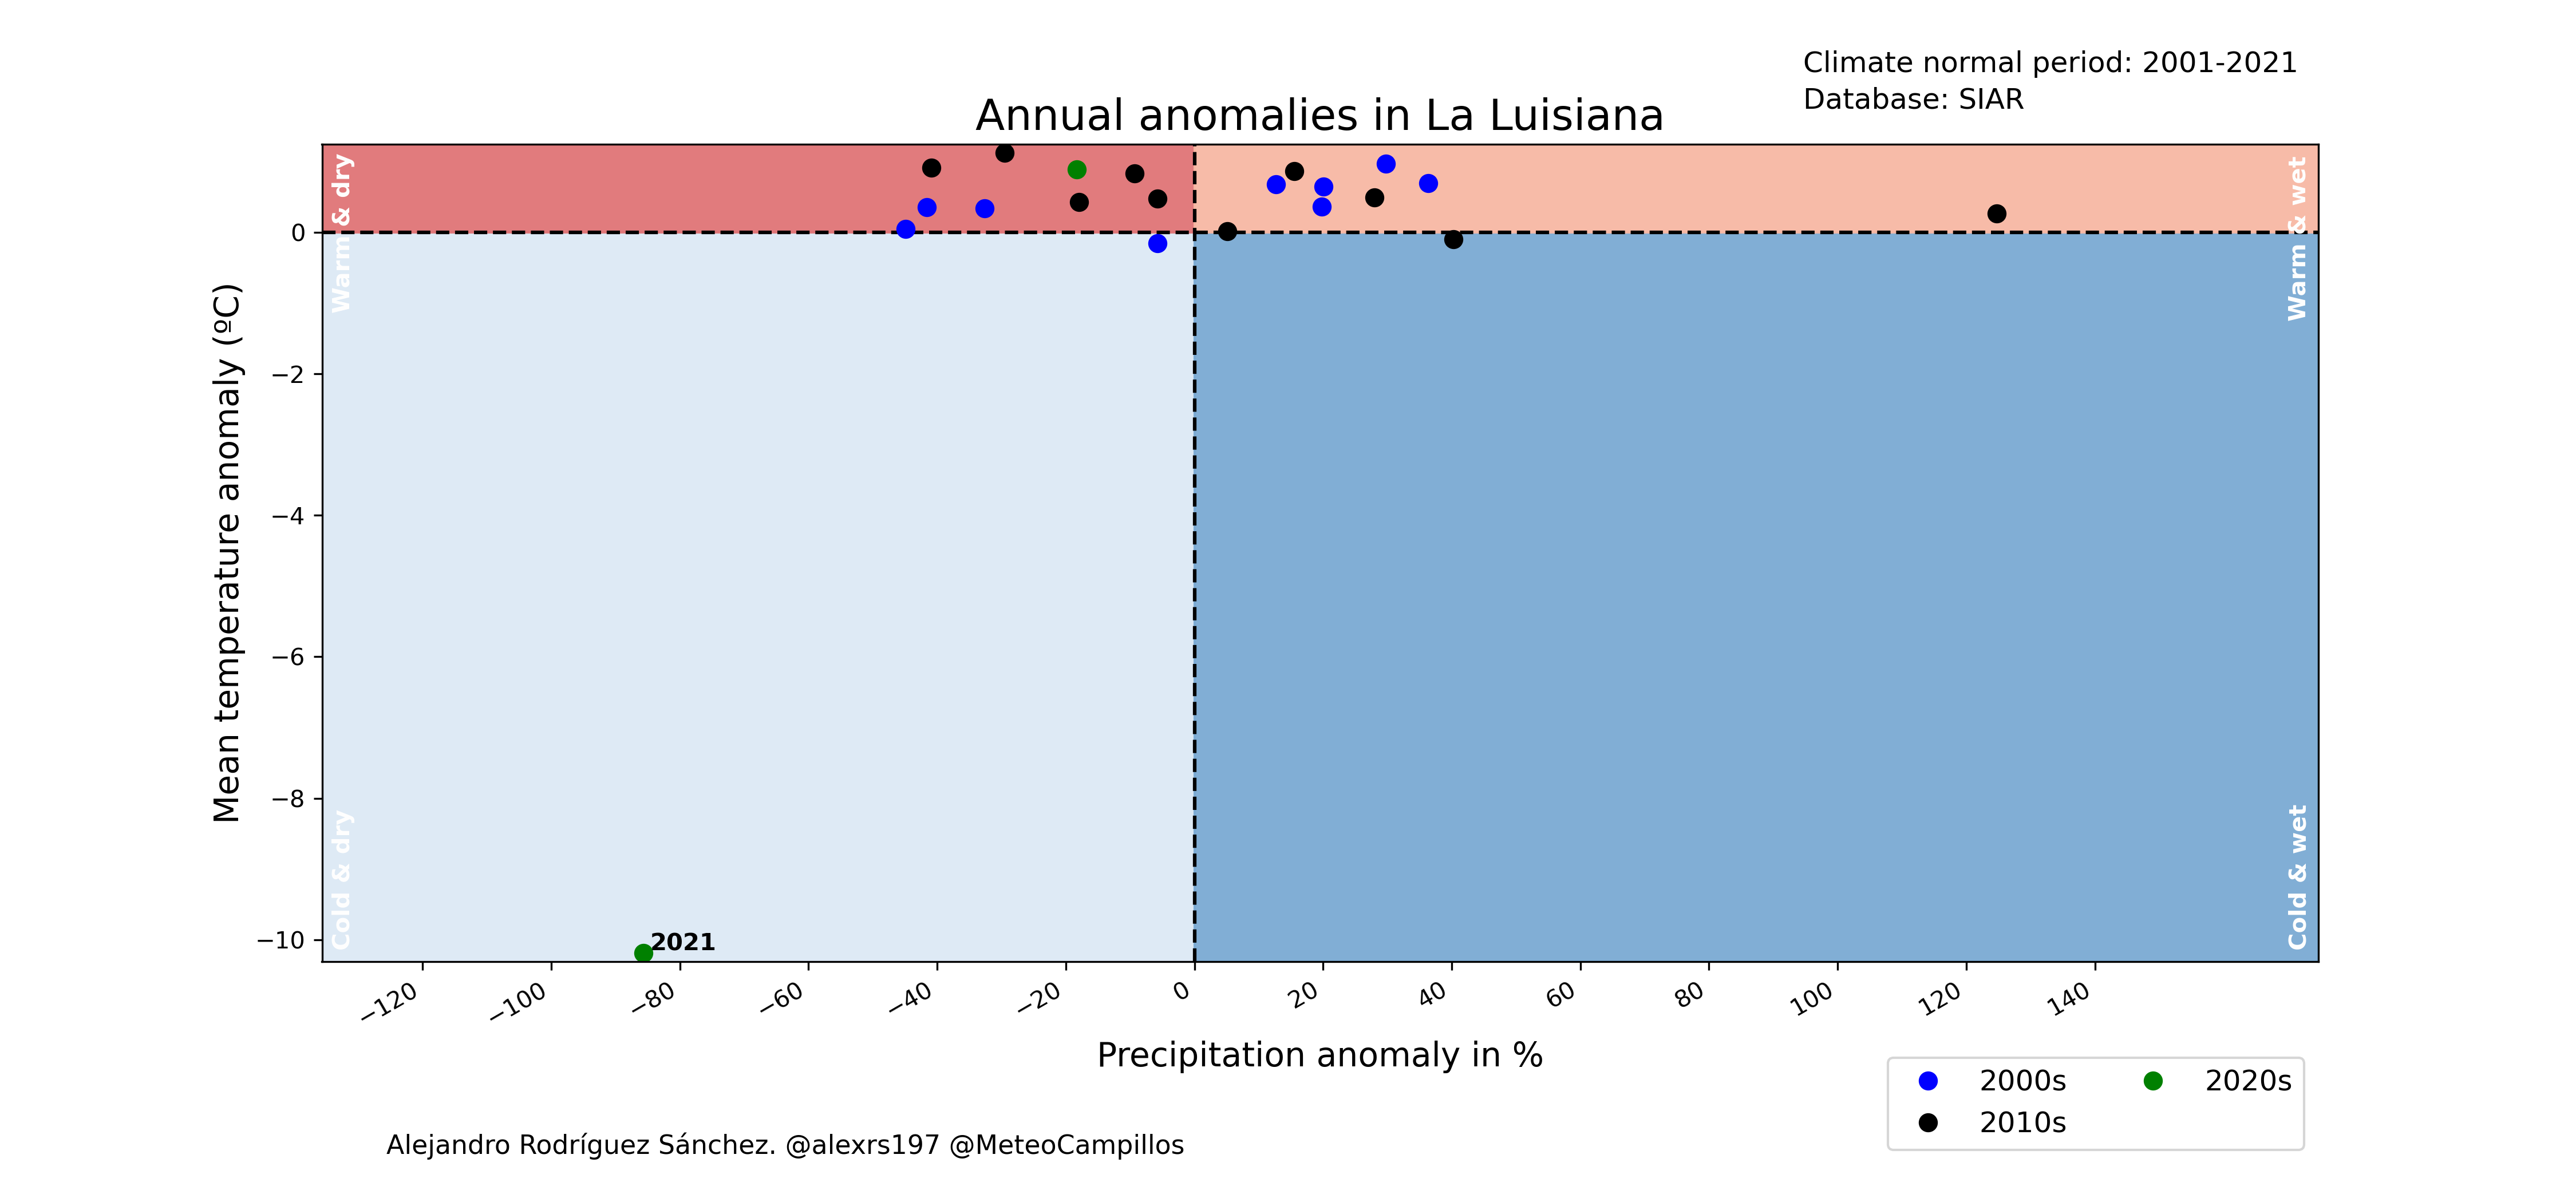 Climate normal period: 2001-2021
Database: SIAR
Annual anomalies in La Luisiana
Warm & dry
Warm & wet
Cold & dry
Cold & wet
Mean temperature anomaly (ºC)
0
−2
−4
−6
−8
−10
2021
−120
−100
−80
−60
−40
−20
0
20
40
60
80
100
120
140
Precipitation anomaly in %
2000s
2010s
2020s
Alejandro Rodríguez Sánchez. @alexrs197 @MeteoCampillos